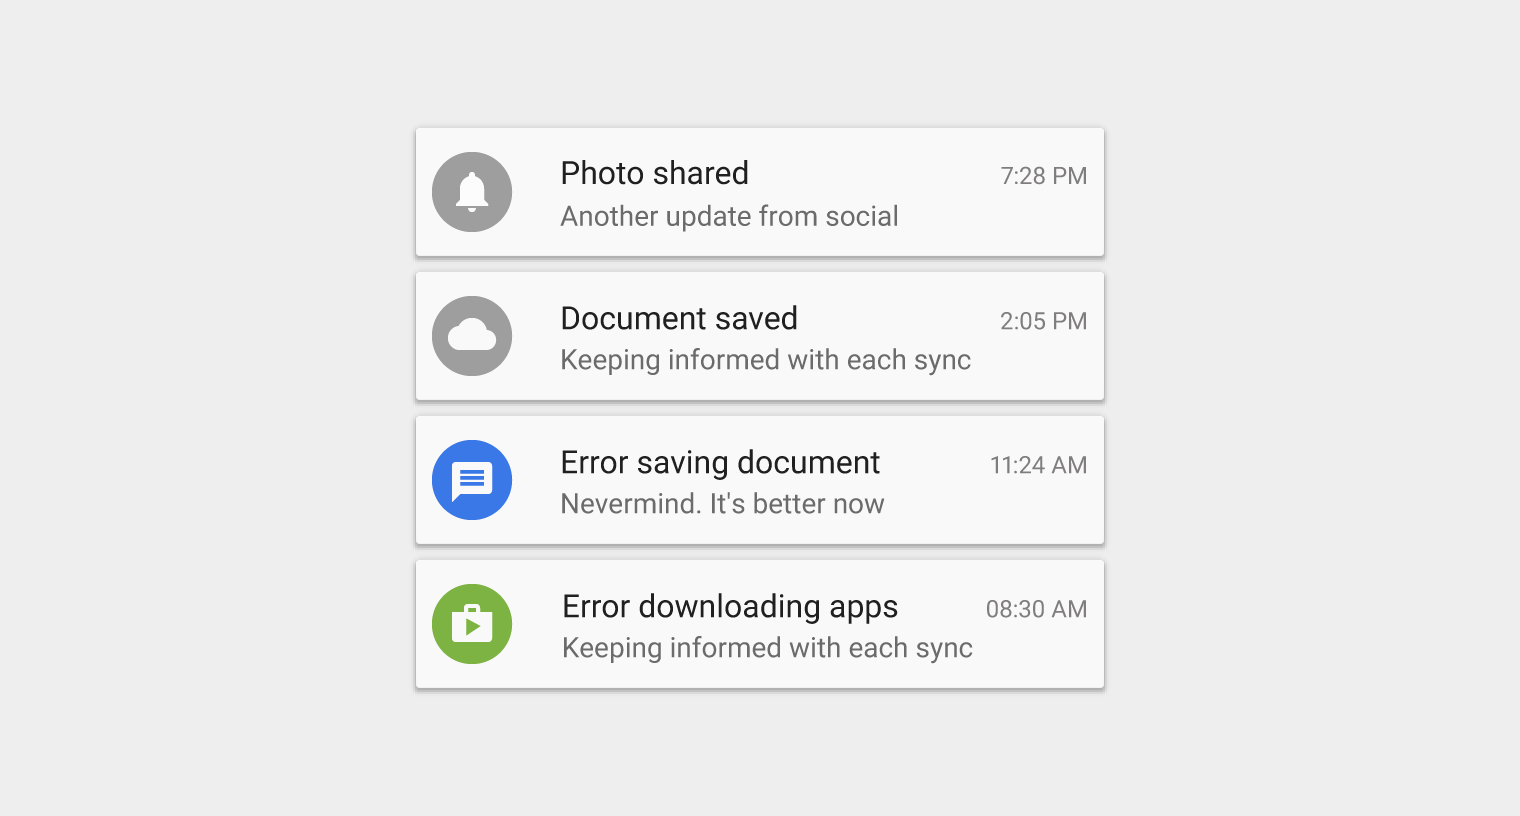 Photo shared
7:28 PM
Another update from social
Document saved
2:05 PM
Keeping informed with each sync
Error saving document
11:24 AM
Nevermind. It's better now
Error downloading apps
08:30 AM
Keeping informed with each sync